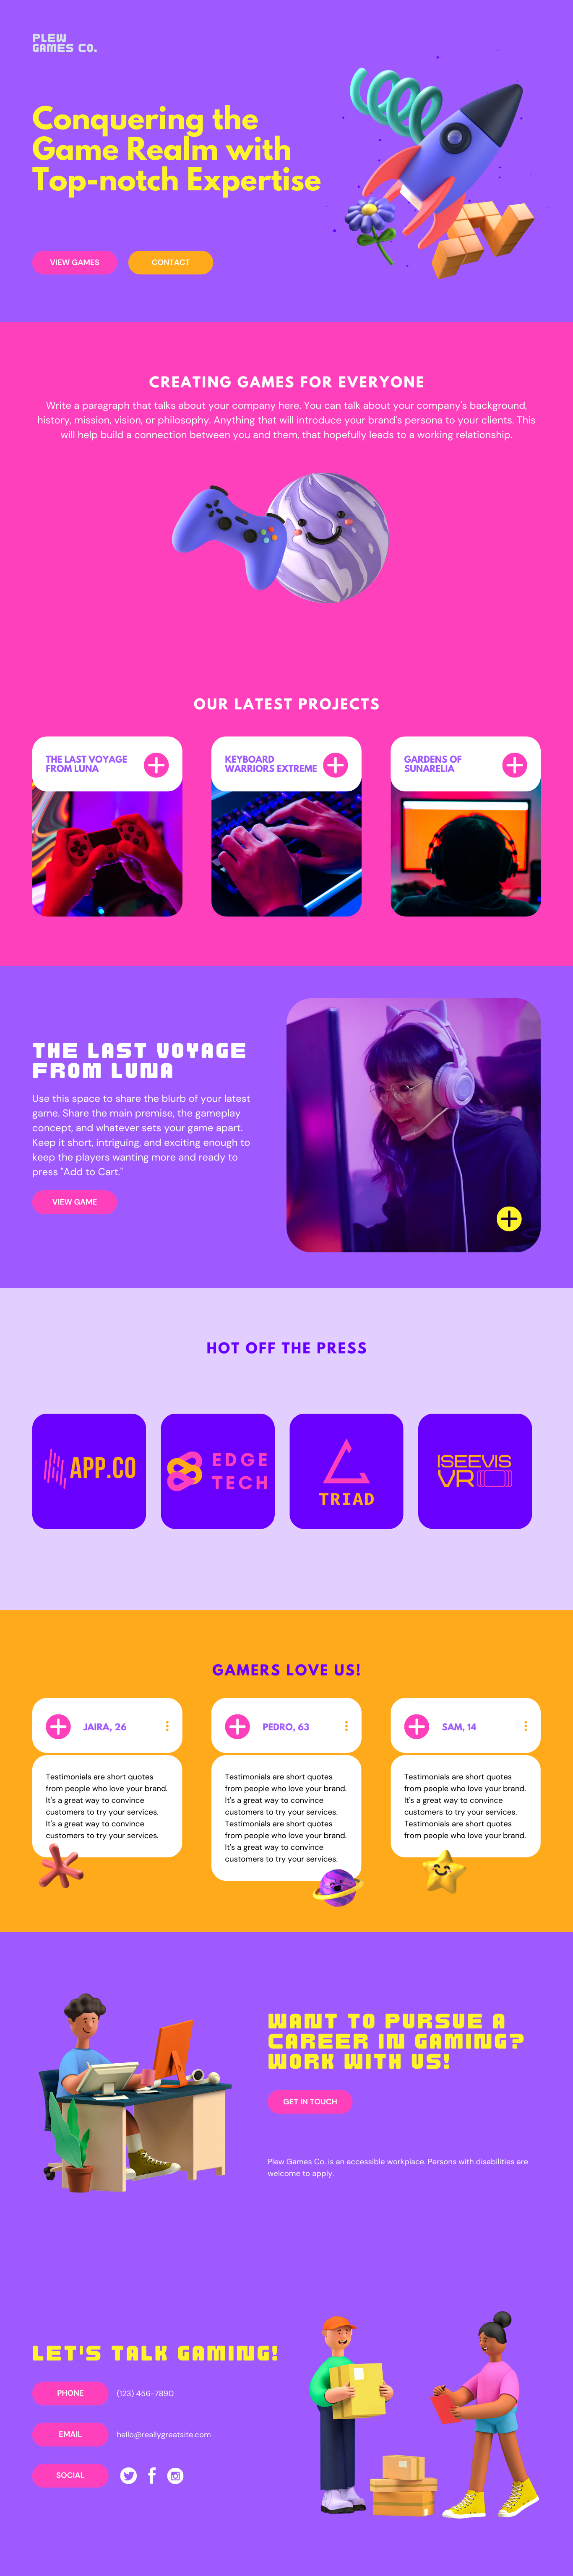 PLEW
GAMES CO.
Conquering the
Game Realm with
Top-notch Expertise
VIEW GAMES
CONTACT
CREATING GAMES FOR EVERYONE
Write a paragraph that talks about your company here. You can talk about your company's background,
history, mission, vision, or philosophy. Anything that will introduce your brand's persona to your clients. This
will help build a connection between you and them, that hopefully leads to a working relationship.
OUR LATEST PROJECTS
THE LAST VOYAGE
FROM LUNA
KEYBOARD
WARRIORS EXTREME
GARDENS OF
SUNARELIA
THE LAST VOYAGE
FROM LUNA
Use this space to share the blurb of your latest
game. Share the main premise, the gameplay
concept, and whatever sets your game apart.
Keep it short, intriguing, and exciting enough to
keep the players wanting more and ready to
press "Add to Cart."
VIEW GAME
HOT OFF THE PRESS
APP.CO
EDGE
TECH
TRIAD
ISEEVIS
VR
GAMERS LOVE US!
JAIRA, 26
Testimonials are short quotes
from people who love your brand.
It's a great way to convince
customers to try your services.
It's a great way to convince
customers to try your services.
PEDRO, 63
Testimonials are short quotes
from people who love your brand.
It's a great way to convince
customers to try your services.
Testimonials are short quotes
from people who love your brand.
It's a great way to convince
customers to try your services.
SAM, 14
Testimonials are short quotes
from people who love your brand.
It's a great way to convince
customers to try your services.
Testimonials are short quotes
from people who love your brand.
WANT TO PURSUE A
CAREER IN GAMING?
WORK WITH US!
GET IN TOUCH
Plew Games Co. is an accessible workplace. Persons with disabilities are
welcome to apply.
LET'S TALK GAMING!
PHONE
(123) 456-7890
EMAIL
hello@reallygreatsite.com
SOCIAL